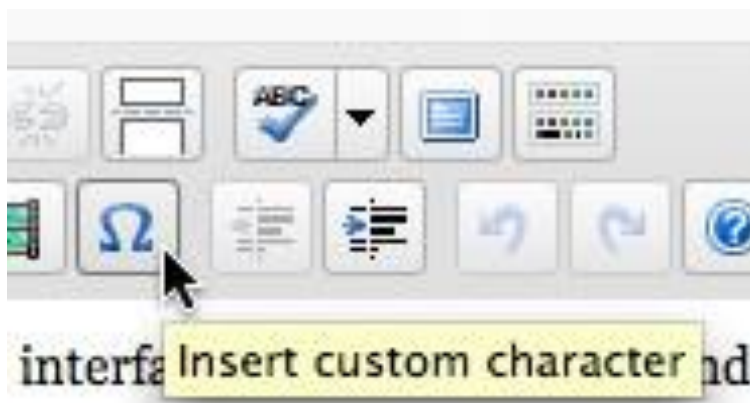 ABC
Ω
interfa Insert custom character nd